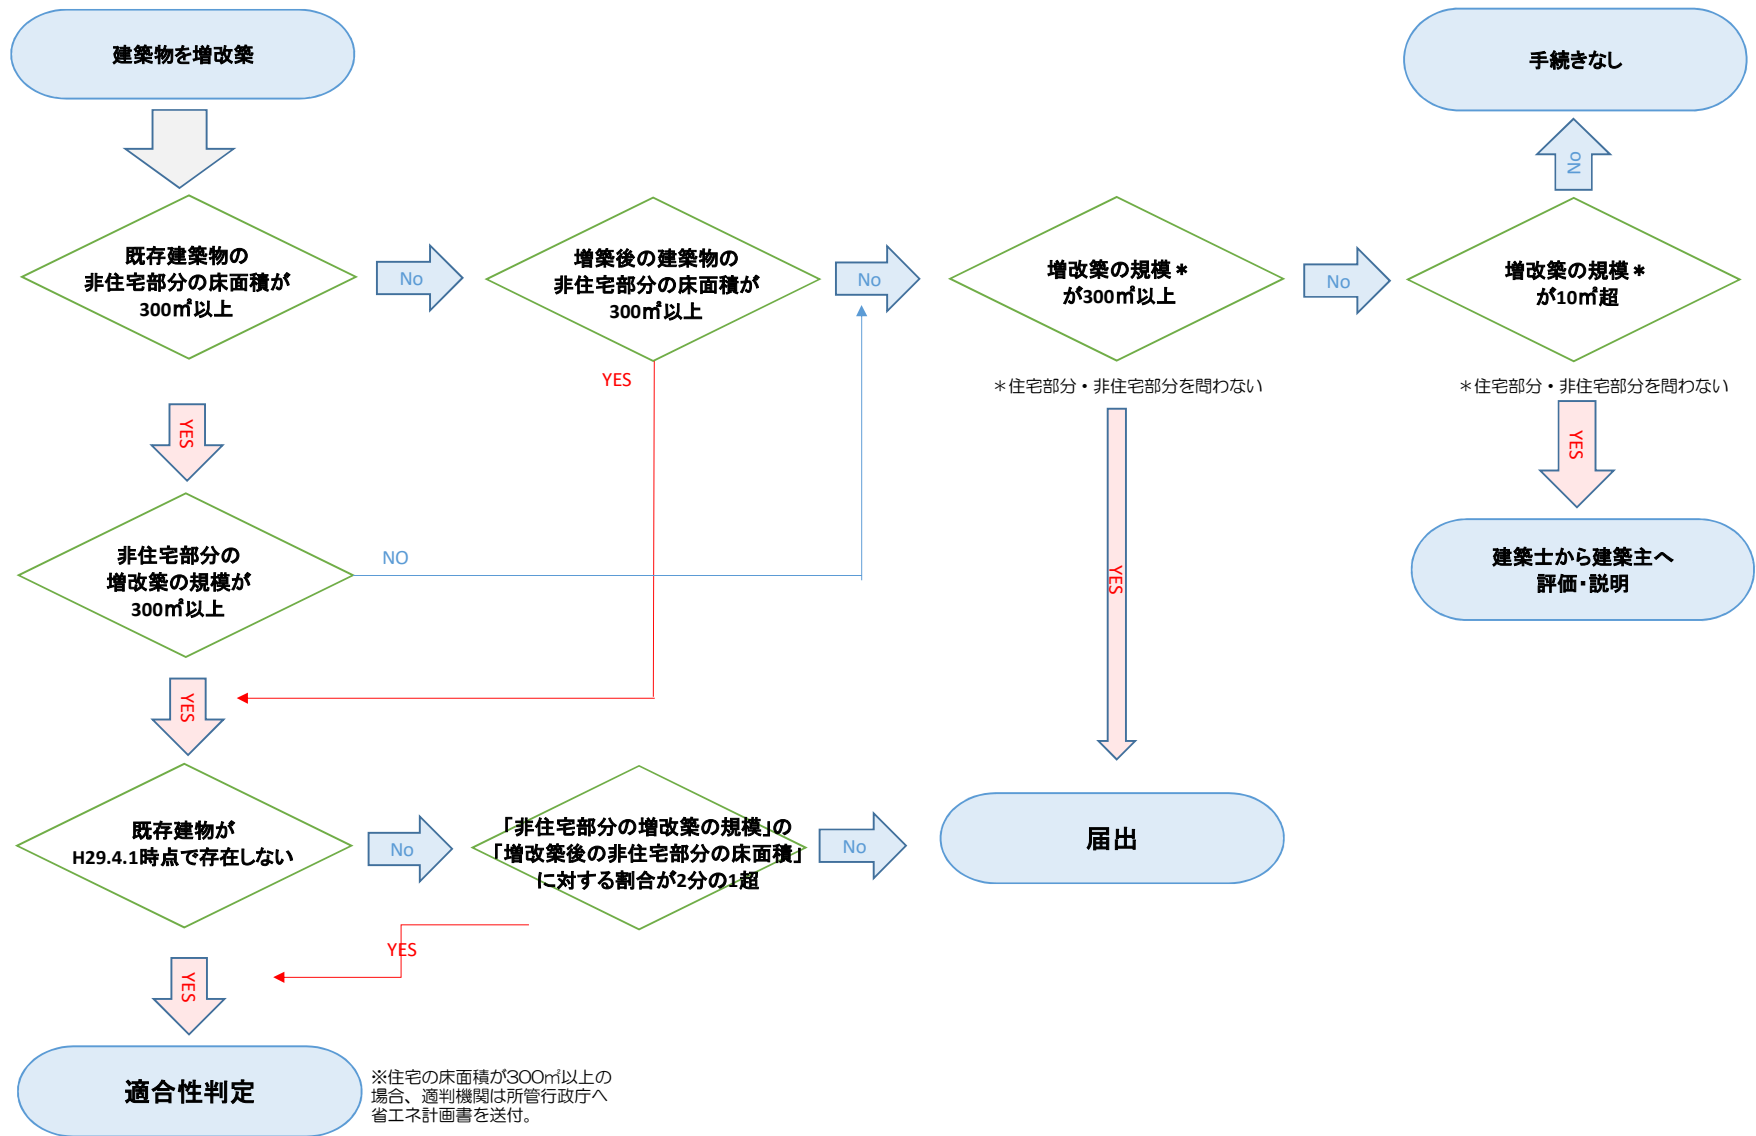 建築物を増改築
手続きなし
No
既存建築物の
非住宅部分の床面積が
300㎡以上
No
増築後の建築物の
非住宅部分の床面積が
300㎡以上
No
増改築の規模＊
が300㎡以上
No
増改築の規模＊
が10㎡超
YES
＊住宅部分・非住宅部分を問わない
＊住宅部分・非住宅部分を問わない
YES
YES
非住宅部分の
増改築の規模が
300㎡以上
NO
YES
建築士から建築主へ
評価・説明
YES
既存建物が
H29.4.1時点で存在しない
No
「非住宅部分の増改築の規模」の
「増改築後の非住宅部分の床面積」
に対する割合が2分の1超
No
届出
YES
YES
適合性判定
※住宅の床面積が300㎡以上の
場合、適判機関は所管行政庁へ
省エネ計画書を送付。